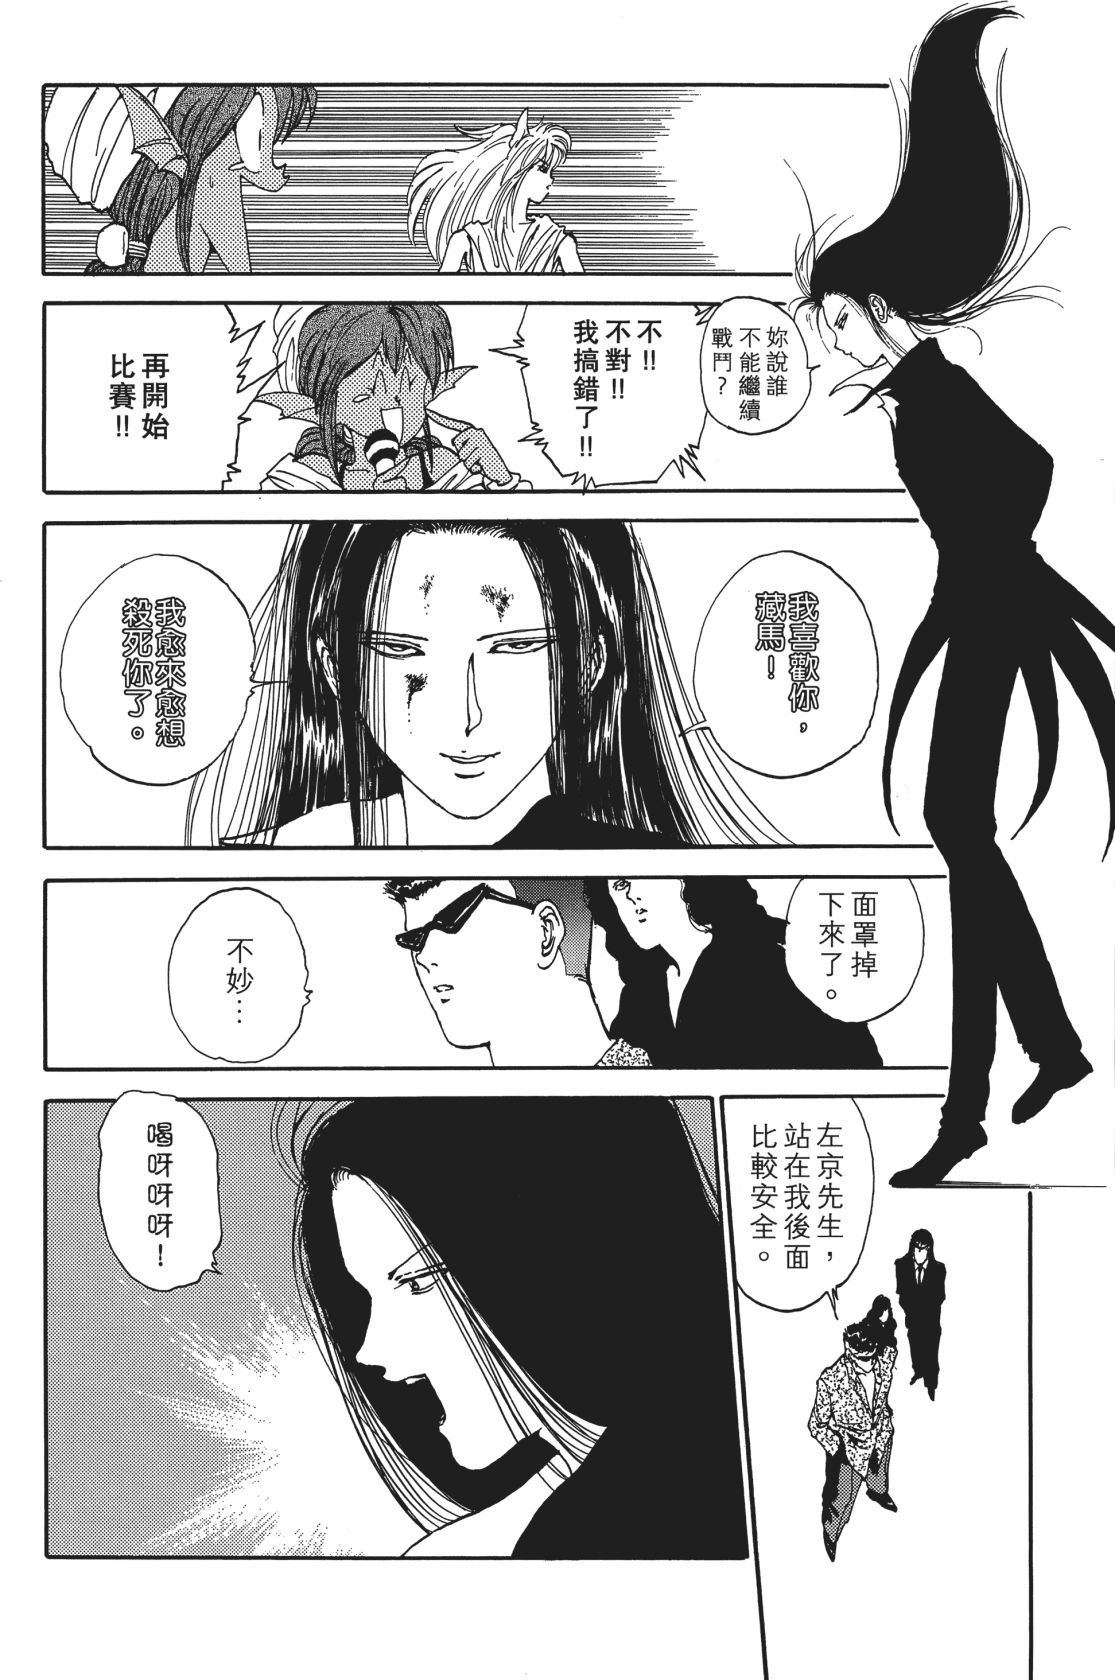 妳說誰
不能繼續
戰鬥？
不!!
不對!!
我搞錯了!!
再開始
比賽!!
我喜歡你，
藏馬！
我愈來愈想
殺死你了。
面罩掉
下來了。
不妙…
左京先生，
站在我後面
比較安全。
喝呀呀呀！